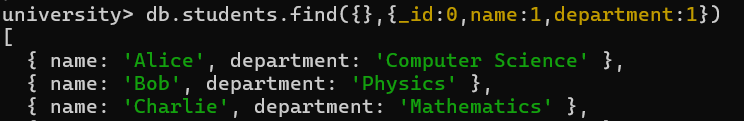 university> db.students.find({},{_id:0,name:1,department:1})
[
  { name: 'Alice', department: 'Computer Science' },
  { name: 'Bob', department: 'Physics' },
  { name: 'Charlie', department: 'Mathematics' },